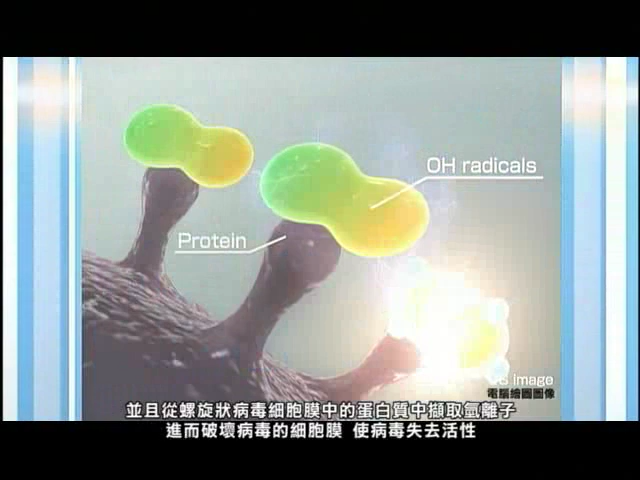 OH radicals
Protein
CG image
電腦繪圖圖像
並且從螺旋狀病毒細胞膜中的蛋白質中擷取氫離子
進而破壞病毒的細胞膜 使病毒失去活性